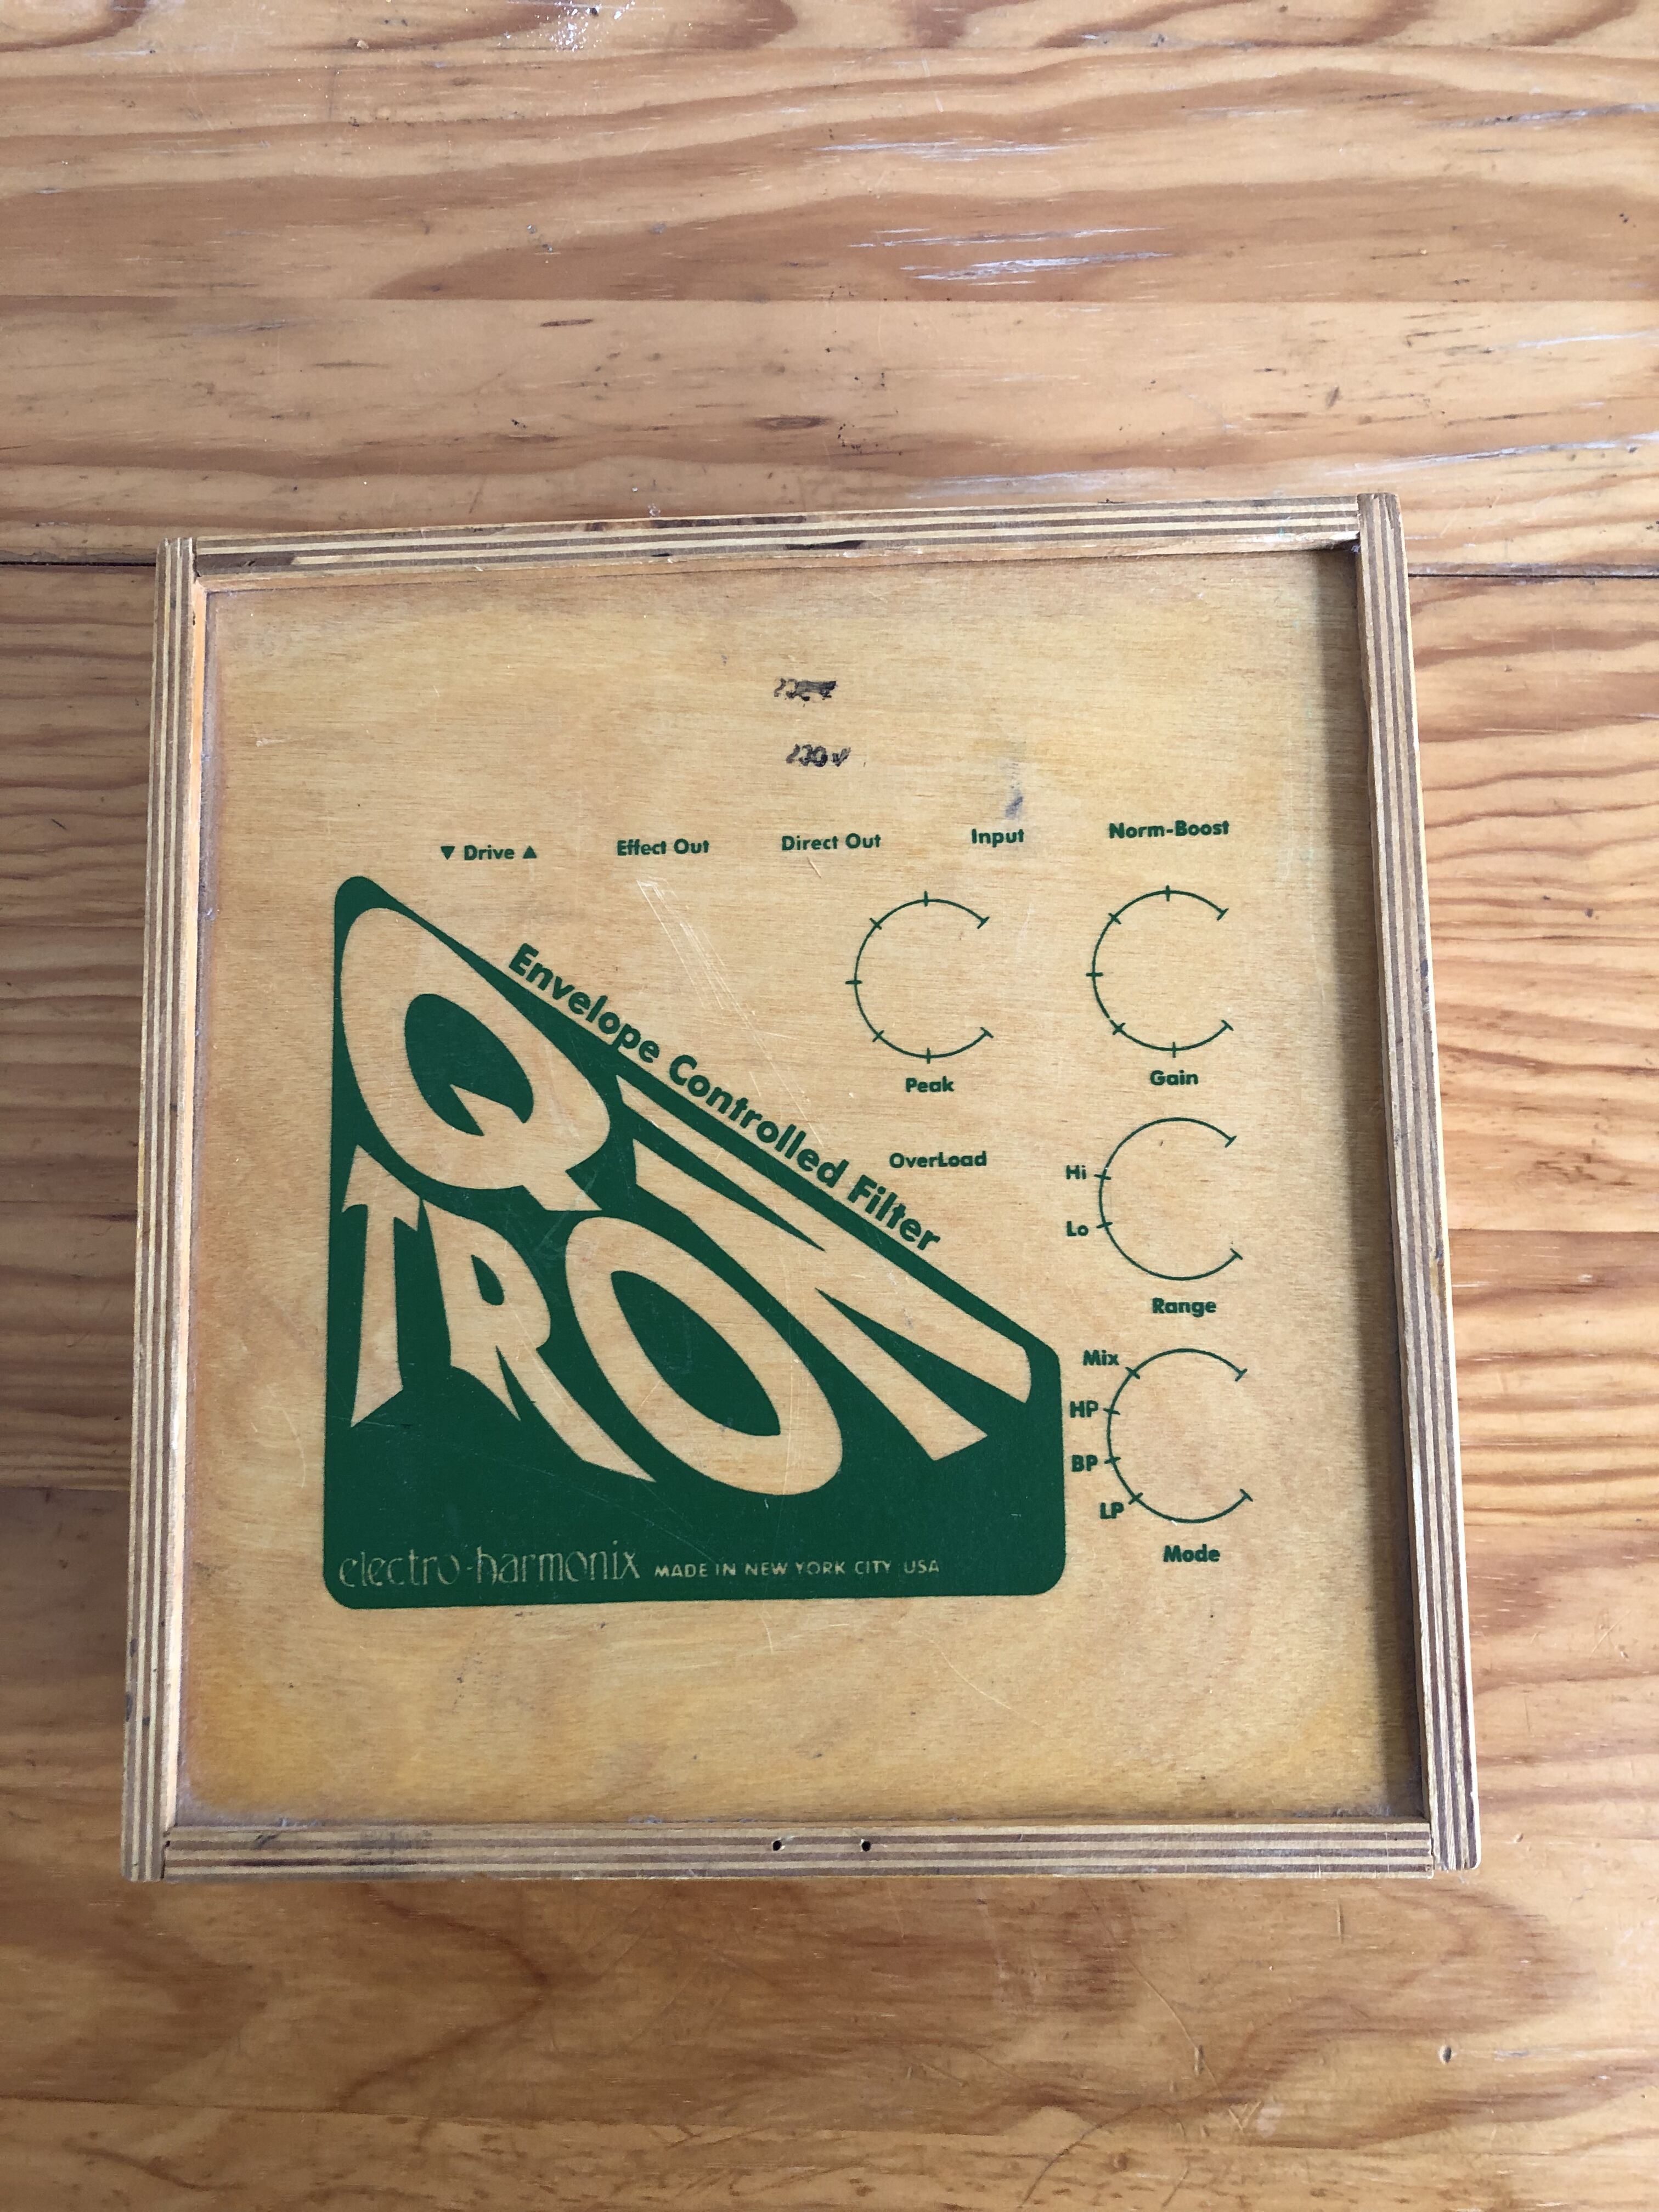 230v
▼ Drive ▲
Effect Out
Direct Out
Input
Norm-Boost
Envelope Controlled Filter
Q
TRON
Peak
Gain
OverLoad
Hi
Lo
Range
Mix
HP
BP
LP
Mode
electro-harmonix MADE IN NEW YORK CITY USA